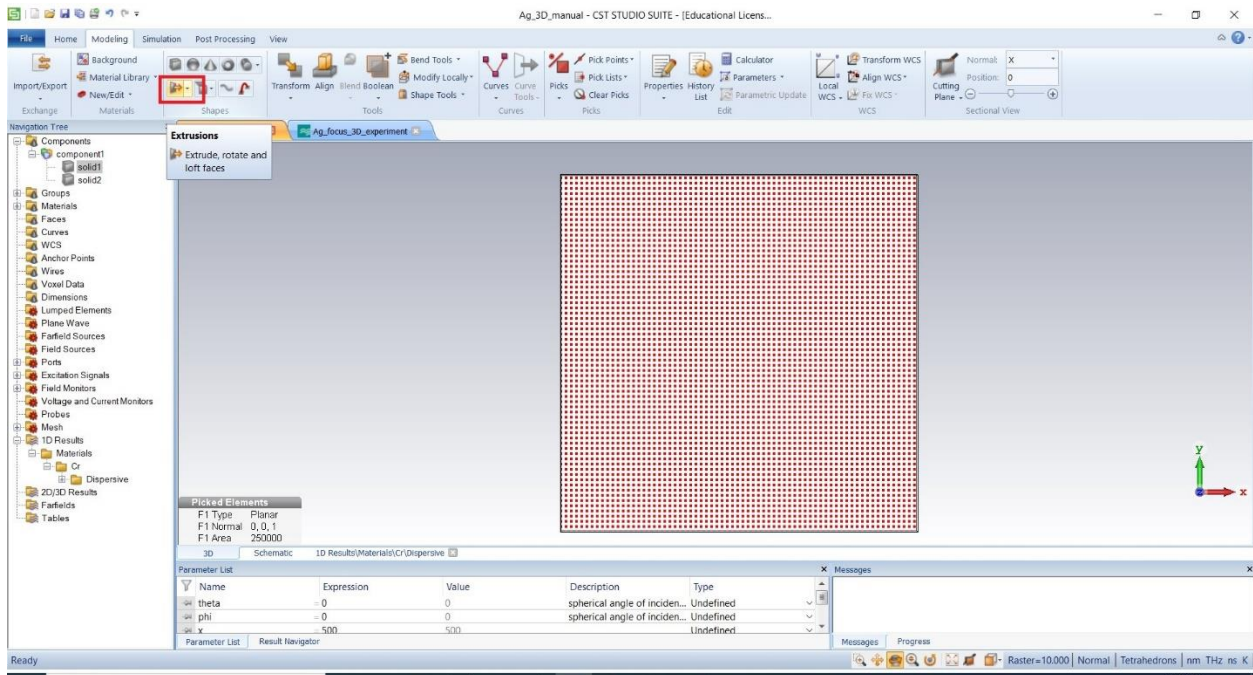 Ag_3D_manual - CST STUDIO SUITE - [Educational Licens...
File Home Modeling Simulation Post Processing View
Import/Export
Exchange
Background
Material Library
New/Edit
Materials
Shapes
Transform Align Blend Boolean
Bend Tools
Modify Locally
Shape Tools
Tools
Curves Curve Tools
Curves
Picks
Pick Points
Pick Lists
Clear Picks
Picks
Properties History List
Calculator
Parameters
Parametric Update
Edit
Local WCS
Transform WCS
Align WCS
Fix WCS
WCS
Cutting Plane
Normal: X
Position: 0
Sectional View
Navigation Tree
Components
component1
solid1
solid2
Groups
Materials
Faces
Curves
WCS
Anchor Points
Wires
Voxel Data
Dimensions
Lumped Elements
Plane Wave
Farfield Sources
Field Sources
Ports
Excitation Signals
Field Monitors
Voltage and Current Monitors
Probes
Mesh
1D Results
Materials
Cr
Dispersive
2D/3D Results
Farfields
Tables
Extrusions
Extrude, rotate and
loft faces
Ag_focus_3D_experiment
y
x
Picked Elements
F1 Type Planar
F1 Normal 0, 0, 1
F1 Area 250000
3D Schematic 1D Results\Materials\Cr\Dispersive
Parameter List
Name Expression Value Description Type
theta = 0 0 spherical angle of inciden... Undefined
phi = 0 0 spherical angle of inciden... Undefined
x = 500 500 Undefined
Parameter List Result Navigator
Messages
Messages Progress
Ready
Raster=10.000 Normal Tetrahedrons nm THz ns K